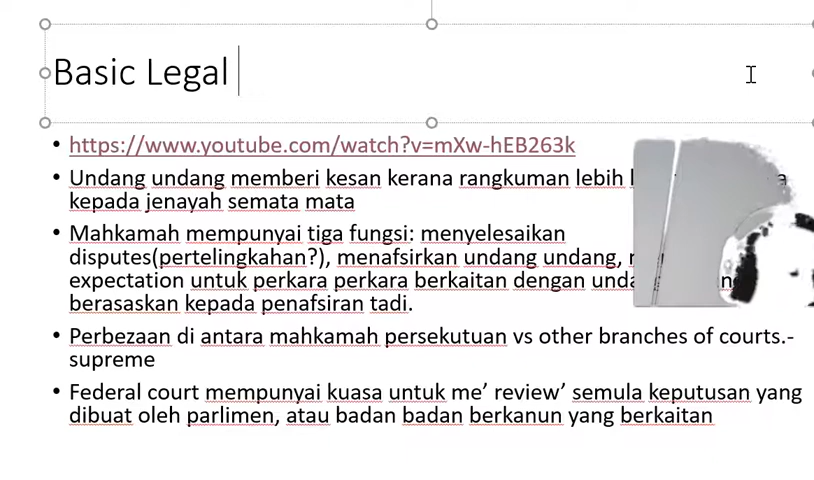 Basic Legal
• https://www.youtube.com/watch?v=mXw-hEB263k
• Undang undang memberi kesan kerana rangkuman lebih
kepada jenayah semata mata
• Mahkamah mempunyai tiga fungsi: menyelesaikan
disputes(pertelingkahan?), menafsirkan undang undang,
expectation untuk perkara perkara berkaitan dengan
berasaskan kepada penafsiran tadi.
• Perbezaan di antara mahkamah persekutuan vs other branches of courts.-
supreme
• Federal court mempunyai kuasa untuk me’ review’ semula keputusan yang
dibuat oleh parlimen, atau badan badan berkanun yang berkaitan